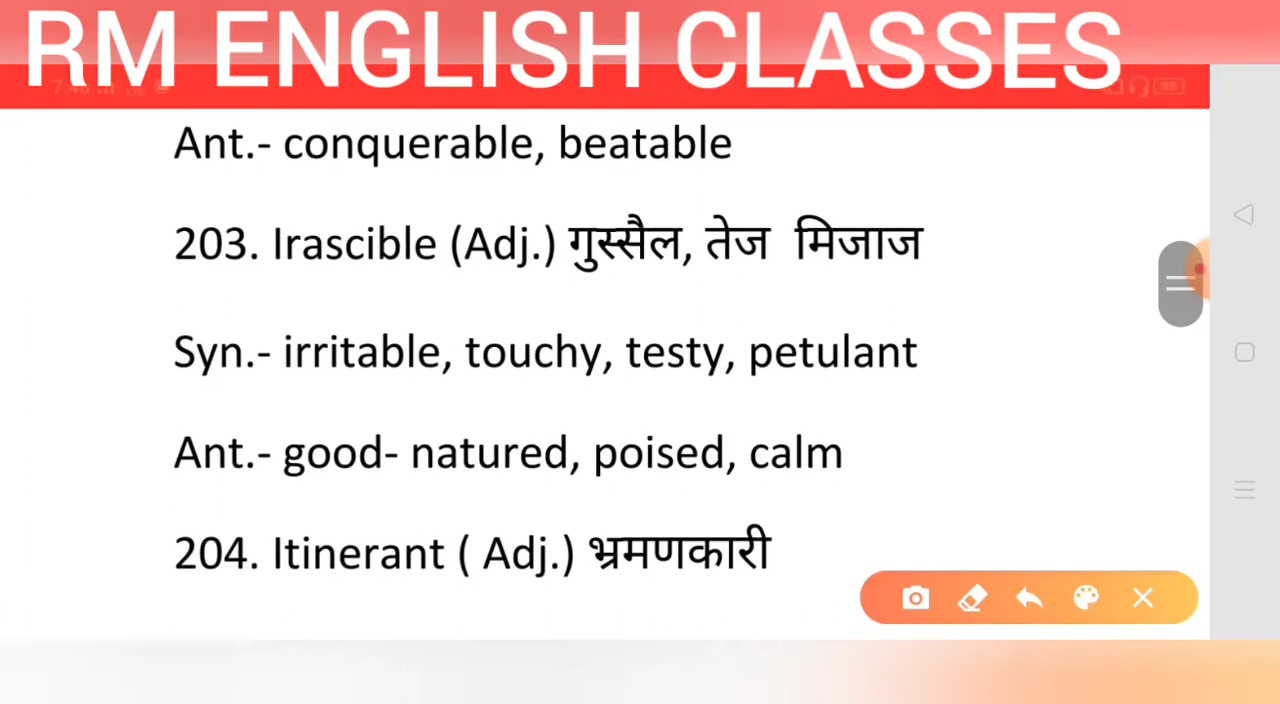 RM ENGLISH CLASSES
Ant.- conquerable, beatable
203. Irascible (Adj.) गुस्सैल, तेज मिजाज
Syn.- irritable, touchy, testy, petulant
Ant.- good- natured, poised, calm
204. Itinerant ( Adj.) भ्रमणकारी